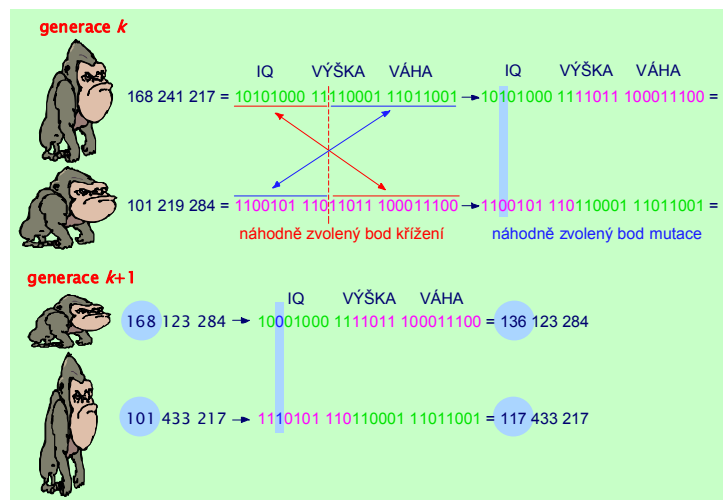 generace k
IQ VÝŠKA VÁHA IQ VÝŠKA VÁHA
168 241 217 = 10101000 11110001 11011001 10101000 1111011 100011100 =
101 219 284 = 1100101 11011011 100011100 1100101 110110001 11011001 =
náhodně zvolený bod křížení náhodně zvolený bod mutace
generace k+1
IQ VÝŠKA VÁHA
168 123 284 10001000 1111011 100011100 = 136 123 284
101 433 217 1110101 110110001 11011001 = 117 433 217